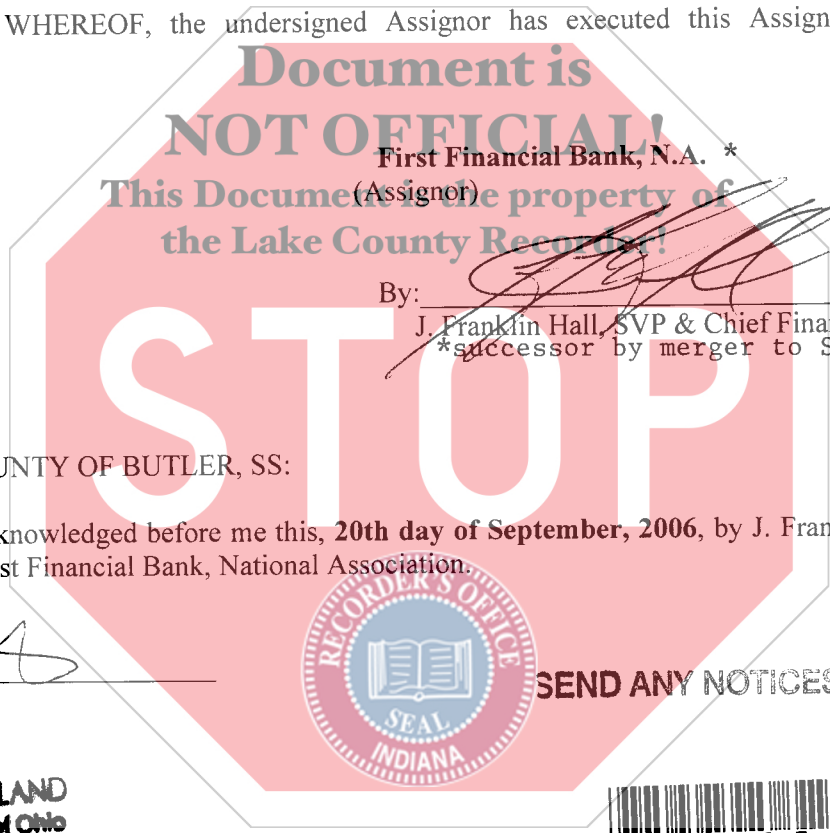 WHEREOF, the undersigned Assignor has executed this Assign
Document is
NOT OFFICIAL!
First Financial Bank, N.A. *
This Document is the property of
(Assignor)
the Lake County Recorder!
By:
J. Franklin Hall, SVP & Chief Fina
*successor by merger to S
STOP
UNTY OF BUTLER, SS:
knowledged before me this, 20th day of September, 2006, by J. Fran
st Financial Bank, National Association.
RECORDER'S OFFICE
SEAL
INDIANA
SEND ANY NOTICES
LAND
of Ohio